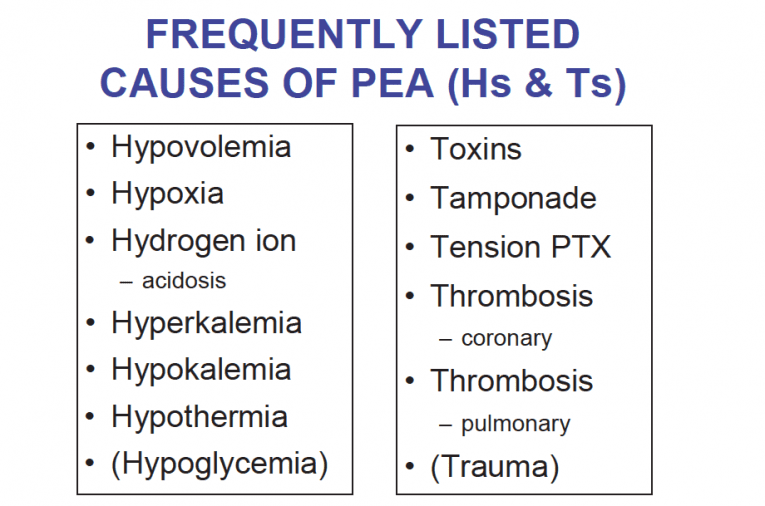 FREQUENTLY LISTED
CAUSES OF PEA (Hs & Ts)
• Hypovolemia
• Hypoxia
• Hydrogen ion
– acidosis
• Hyperkalemia
• Hypokalemia
• Hypothermia
• (Hypoglycemia)
• Toxins
• Tamponade
• Tension PTX
• Thrombosis
– coronary
• Thrombosis
– pulmonary
• (Trauma)